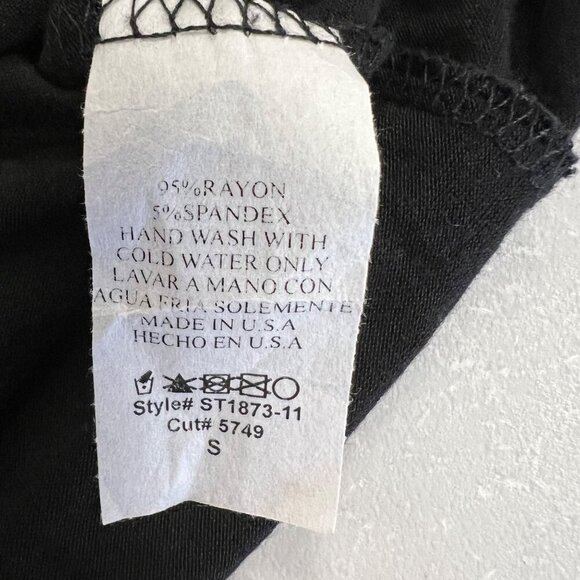 95%RAYON
5%SPANDEX
HAND WASH WITH
COLD WATER ONLY
LAVAR A MANO CON
AGUA FRIA SOLEMENTE
MADE IN U.S.A
HECHO EN U.S.A
Style# ST1873-11
Cut# 5749
S